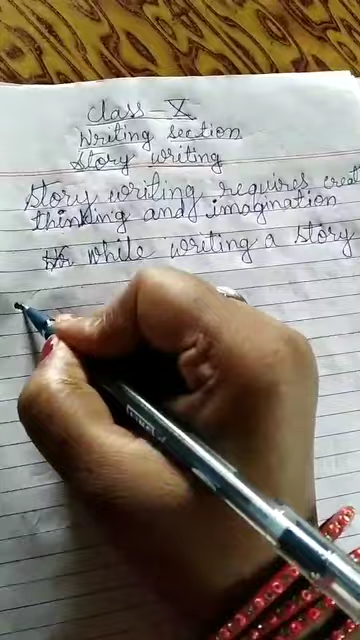 Class - X
Writing section
Story writing
Story writing requires creat
thinking and imagination
while writing a story